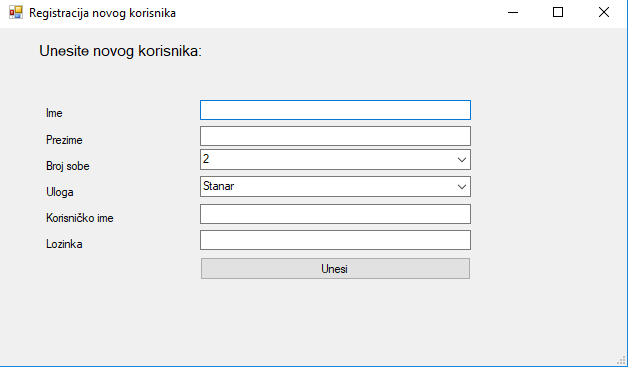 Registracija novog korisnika
Unesite novog korisnika:
Ime
Prezime
Broj sobe 2
Uloga Stanar
Korisničko ime
Lozinka
Unesi